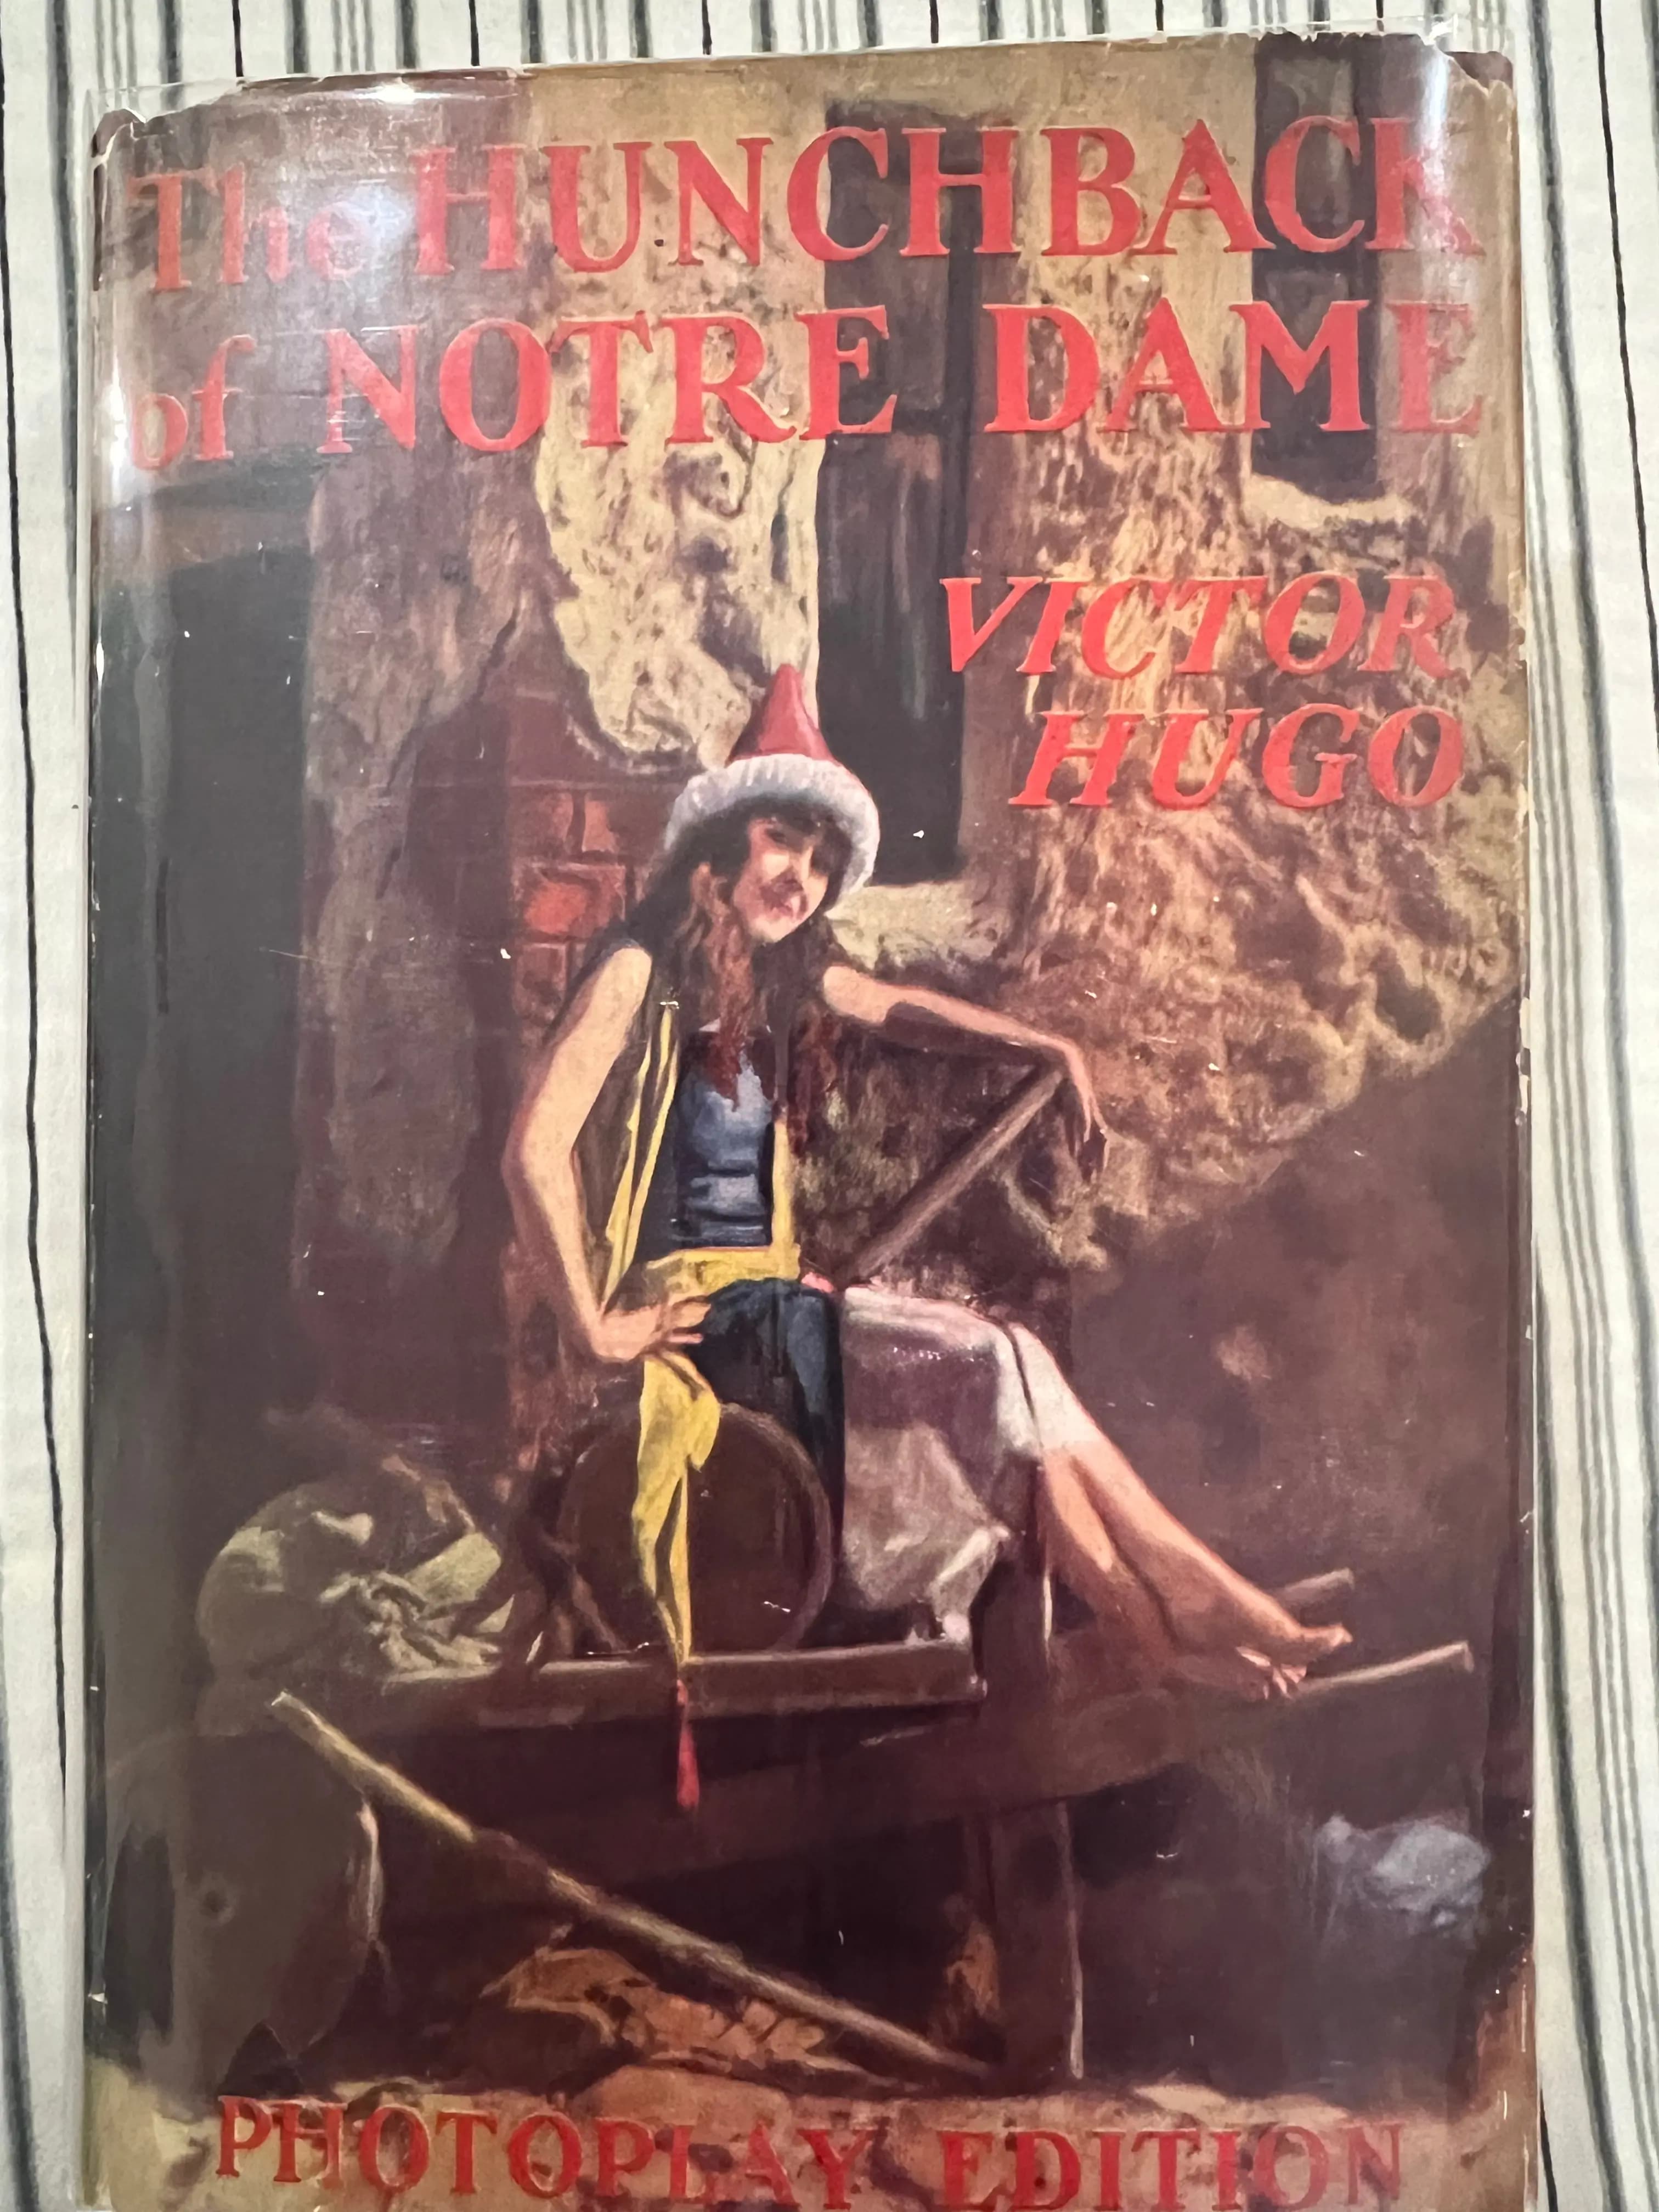 The HUNCHBACK
of NOTRE DAME
VICTOR
HUGO
PHOTOPLAY EDITION